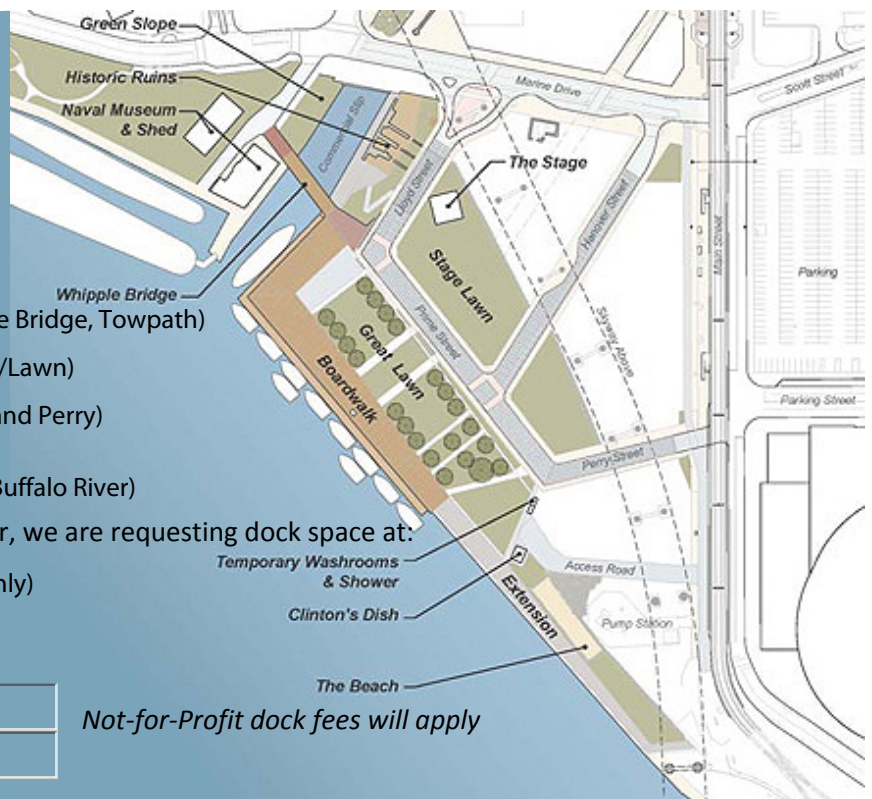 Green Slope
Historic Ruins
Naval Museum
& Shed
Commercial Slip
Marine Drive
Scott Street
The Stage
Lloyd Street
Hanover Street
Main Street
Stage Lawn
Parking
Whipple Bridge
e Bridge, Towpath)
Prime Street
Skyway Above
/Lawn)
Great Lawn
Boardwalk
Parking Street
and Perry)
Perry Street
Buffalo River)
r, we are requesting dock space at:
Temporary Washrooms
& Shower
Access Road 1
nly)
Clinton's Dish
Extension
Pump Station
The Beach
Not-for-Profit dock fees will apply